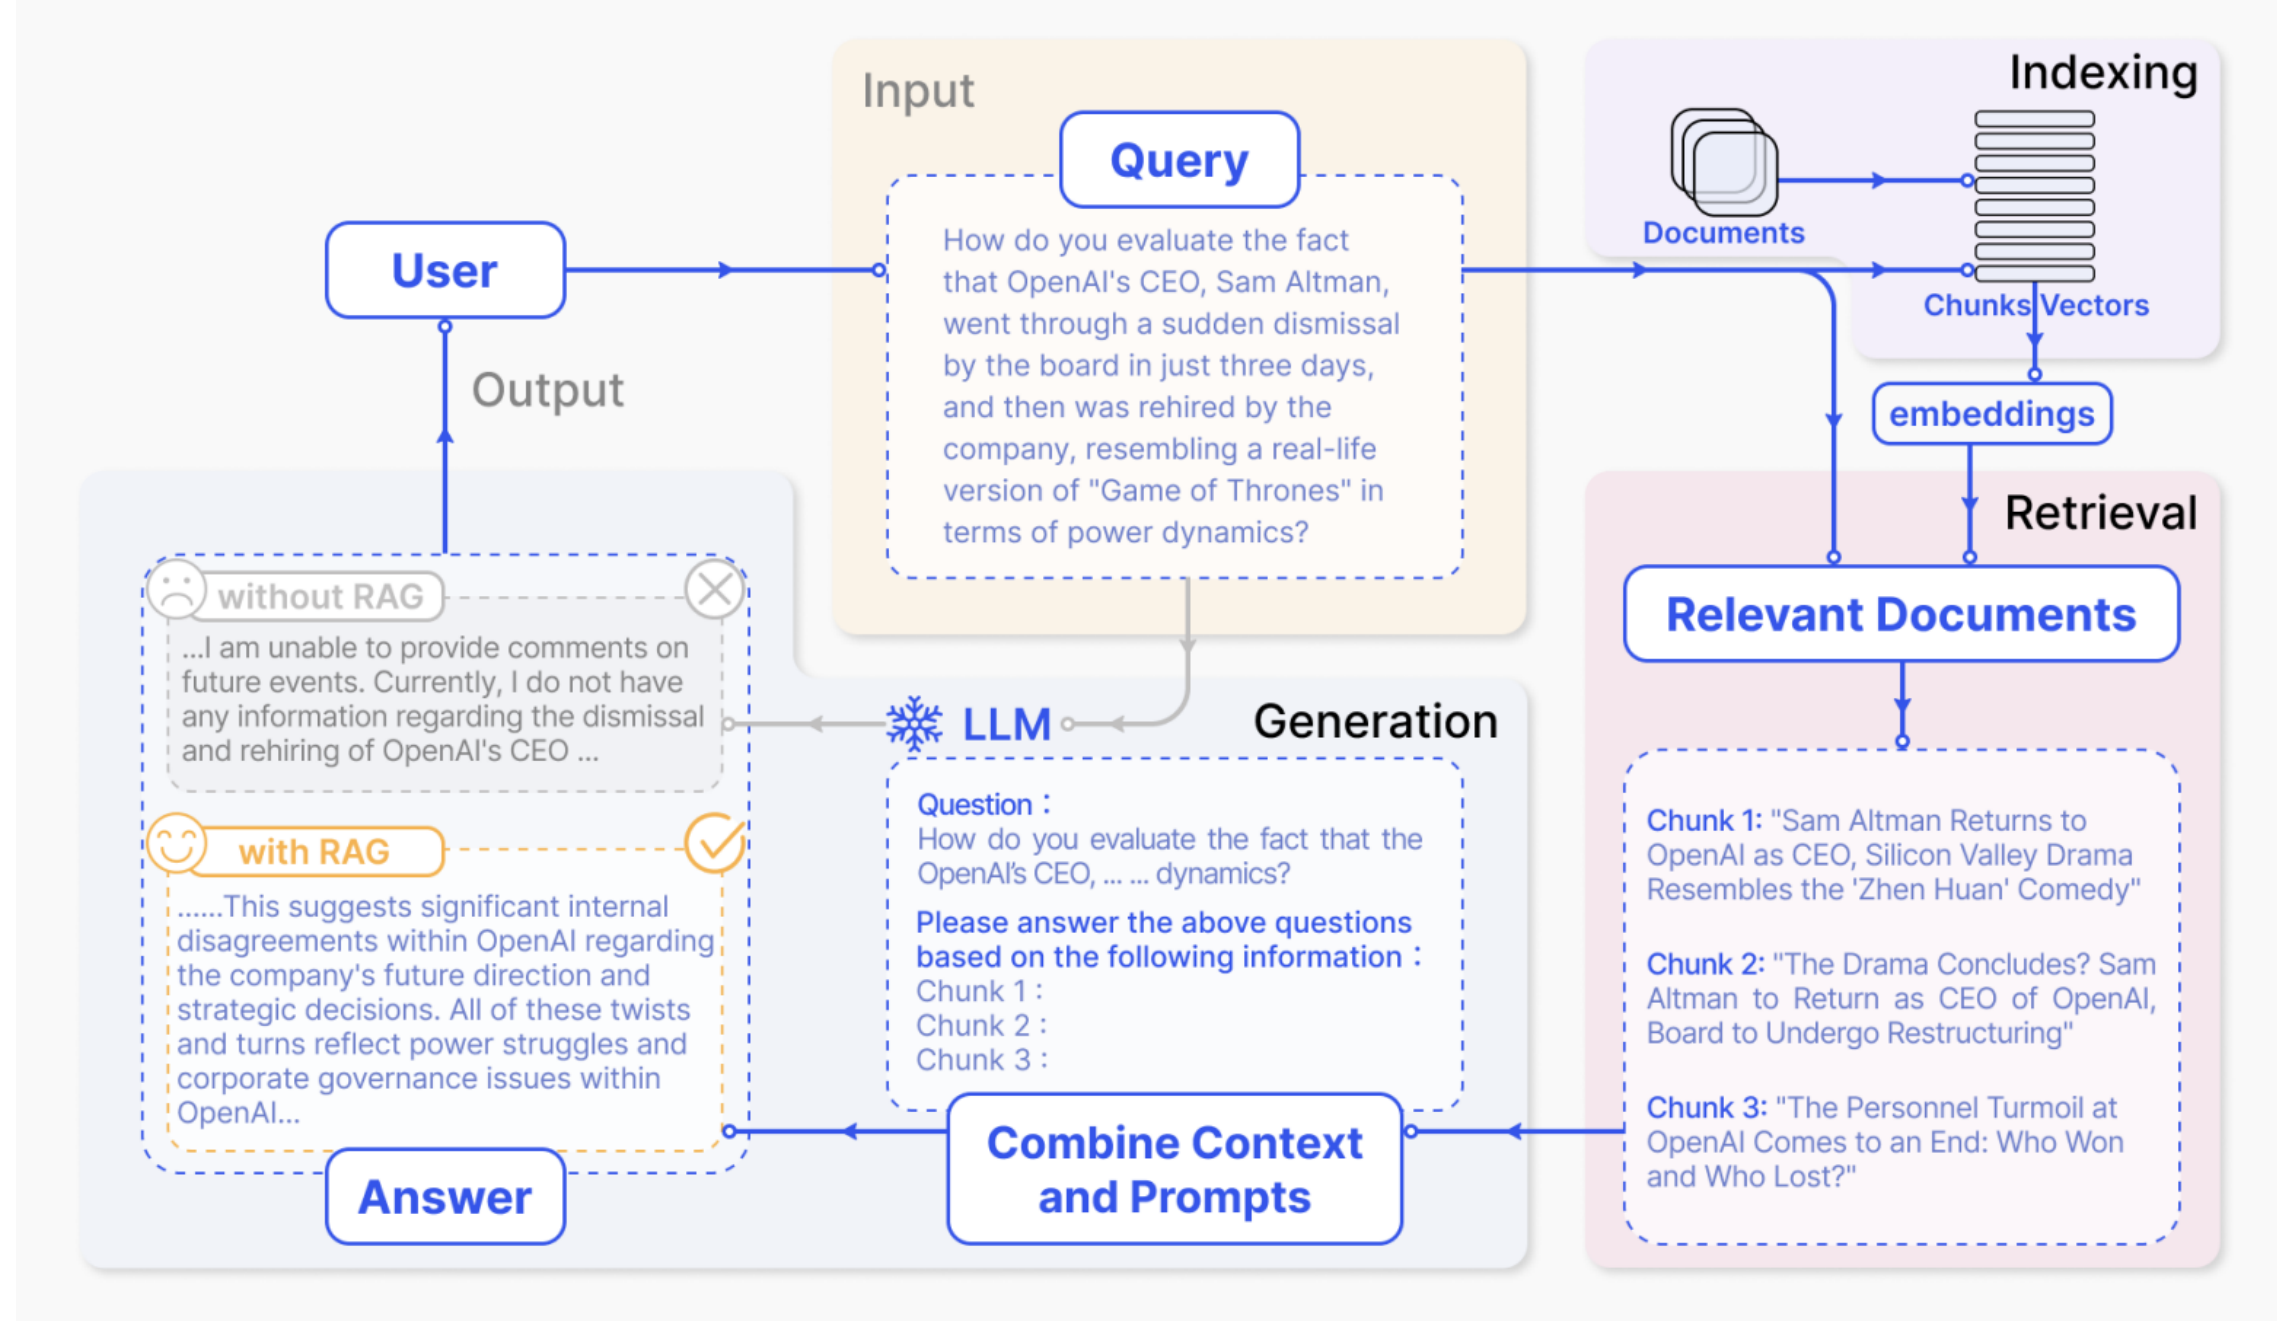 Input
Query
How do you evaluate the fact
that OpenAI's CEO, Sam Altman,
went through a sudden dismissal
by the board in just three days,
and then was rehired by the
company, resembling a real-life
version of "Game of Thrones" in
terms of power dynamics?
Indexing
Documents
Chunks Vectors
embeddings
User
Output
Retrieval
Relevant Documents
Chunk 1: "Sam Altman Returns to
OpenAI as CEO, Silicon Valley Drama
Resembles the 'Zhen Huan' Comedy"
Chunk 2: "The Drama Concludes? Sam
Altman to Return as CEO of OpenAI,
Board to Undergo Restructuring"
Chunk 3: "The Personnel Turmoil at
OpenAI Comes to an End: Who Won
and Who Lost?"
Generation
LLM
Question :
How do you evaluate the fact that the
OpenAI's CEO, ... ... dynamics?
Please answer the above questions
based on the following information :
Chunk 1 :
Chunk 2 :
Chunk 3 :
Combine Context
and Prompts
without RAG
...I am unable to provide comments on
future events. Currently, I do not have
any information regarding the dismissal
and rehiring of OpenAI's CEO ...
with RAG
......This suggests significant internal
disagreements within OpenAI regarding
the company's future direction and
strategic decisions. All of these twists
and turns reflect power struggles and
corporate governance issues within
OpenAI...
Answer